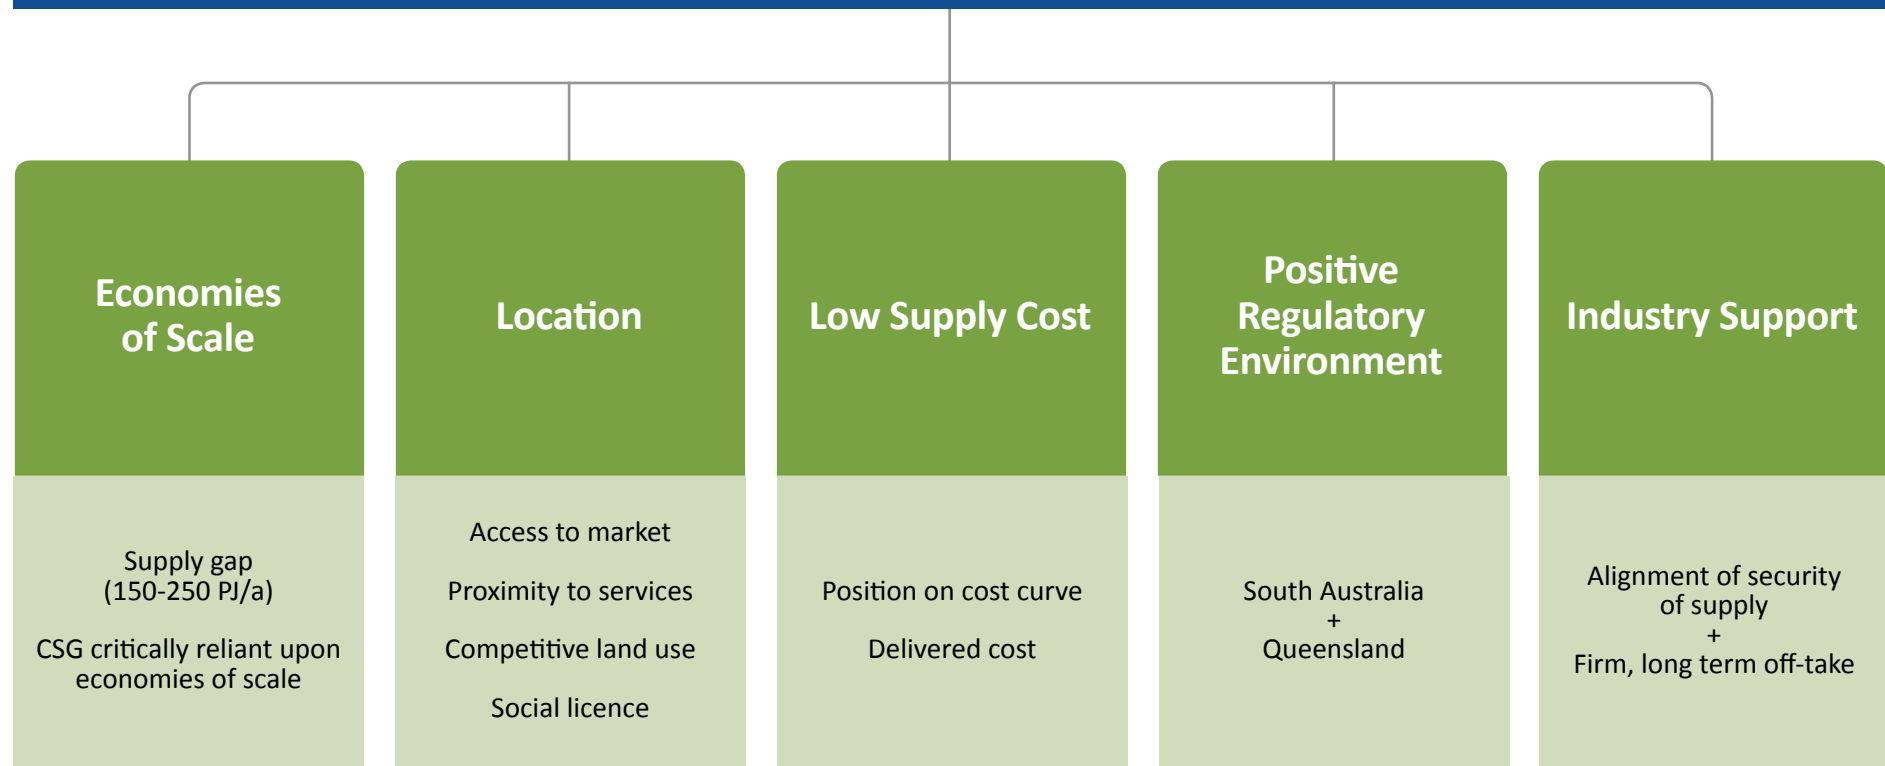 Economies
of Scale
Supply gap
(150-250 PJ/a)
CSG critically reliant upon
economies of scale
Location
Access to market
Proximity to services
Competitive land use
Social licence
Low Supply Cost
Position on cost curve
Delivered cost
Positive
Regulatory
Environment
South Australia
+
Queensland
Industry Support
Alignment of security
of supply
+
Firm, long term off-take